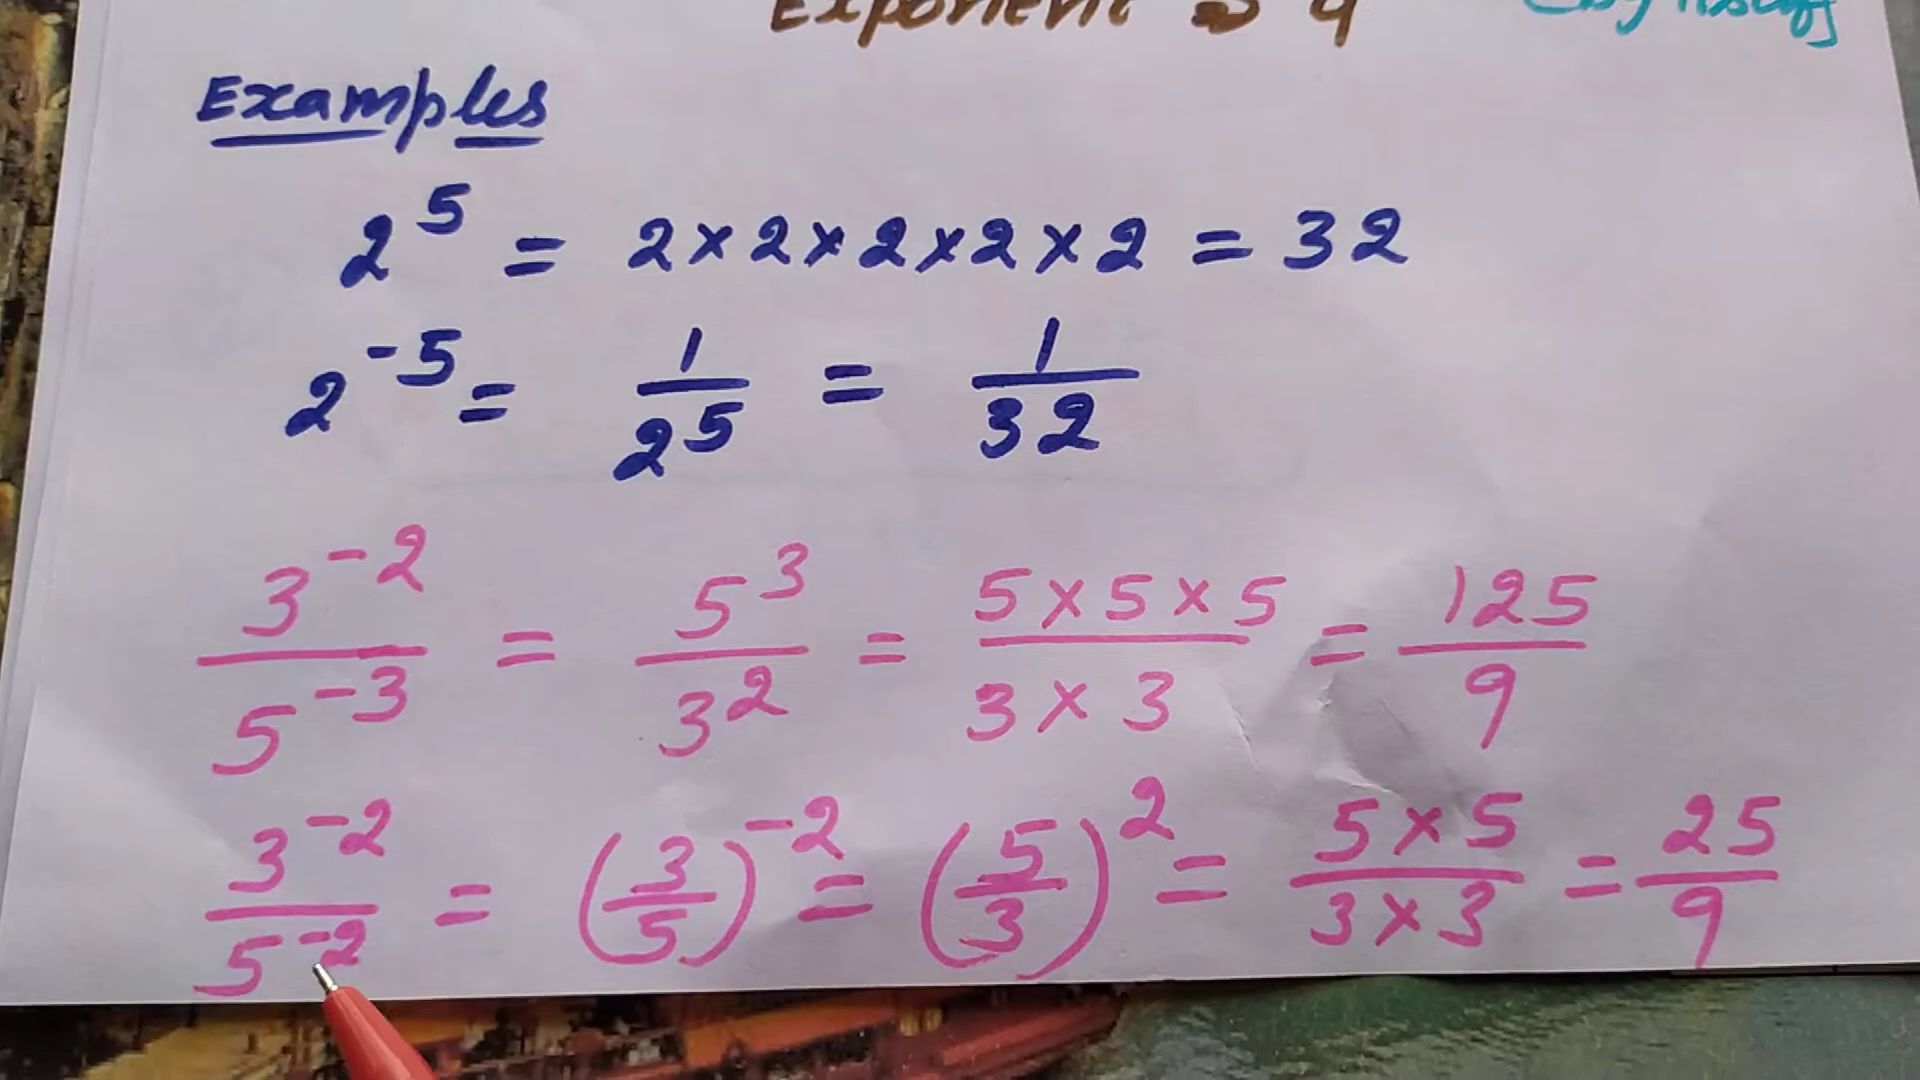 Exponent → 4
Examples
2^5 = 2×2×2×2×2 = 32
2^-5 = 1/2^5 = 1/32
3^-2/5^-3 = 5^3/3^2 = 5×5×5/3×3 = 125/9
3^-2/5^-2 = (3/5)^-2 = (5/3)^2 = 5×5/3×3 = 25/9